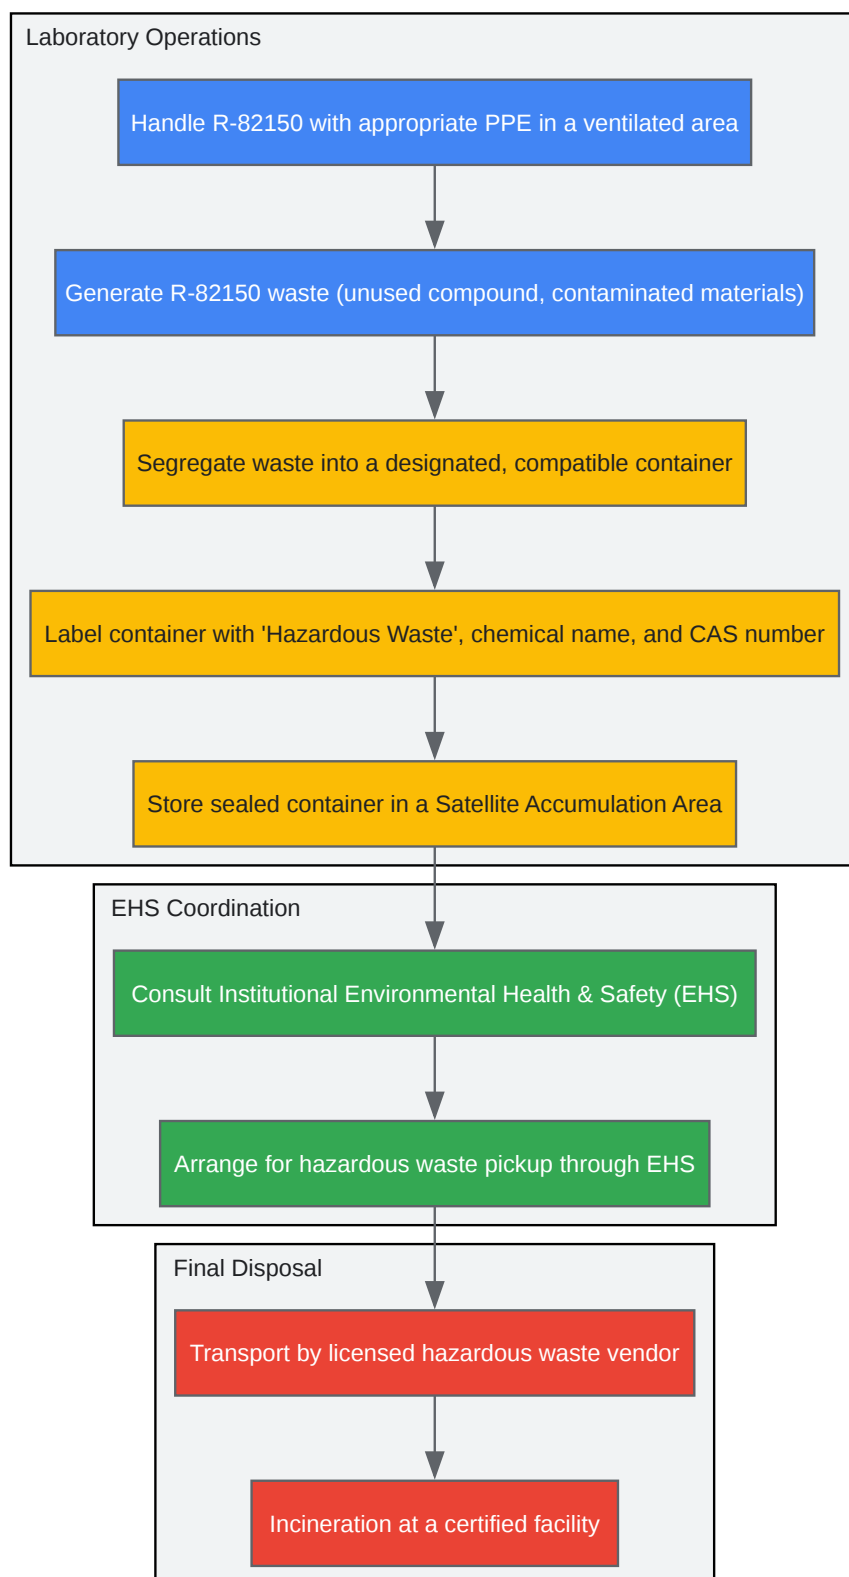 Laboratory Operations
Handle R-82150 with appropriate PPE in a ventilated area
Generate R-82150 waste (unused compound, contaminated materials)
Segregate waste into a designated, compatible container
Label container with 'Hazardous Waste', chemical name, and CAS number
Store sealed container in a Satellite Accumulation Area
EHS Coordination
Consult Institutional Environmental Health & Safety (EHS)
Arrange for hazardous waste pickup through EHS
Final Disposal
Transport by licensed hazardous waste vendor
Incineration at a certified facility